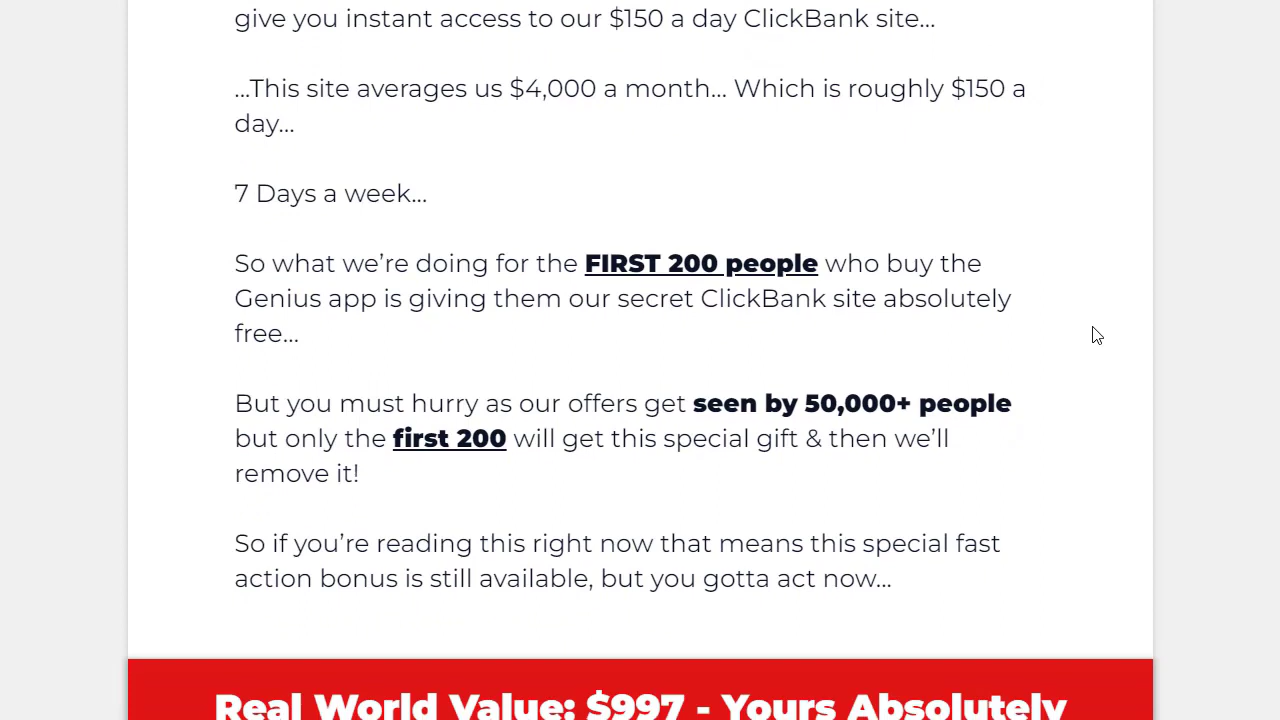 give you instant access to our $150 a day ClickBank site...
...This site averages us $4,000 a month... Which is roughly $150 a
day...
7 Days a week...
So what we’re doing for the FIRST 200 people who buy the
Genius app is giving them our secret ClickBank site absolutely
free...
But you must hurry as our offers get seen by 50,000+ people
but only the first 200 will get this special gift & then we’ll
remove it!
So if you’re reading this right now that means this special fast
action bonus is still available, but you gotta act now...
Real World Value: $997 - Yours Absolutely